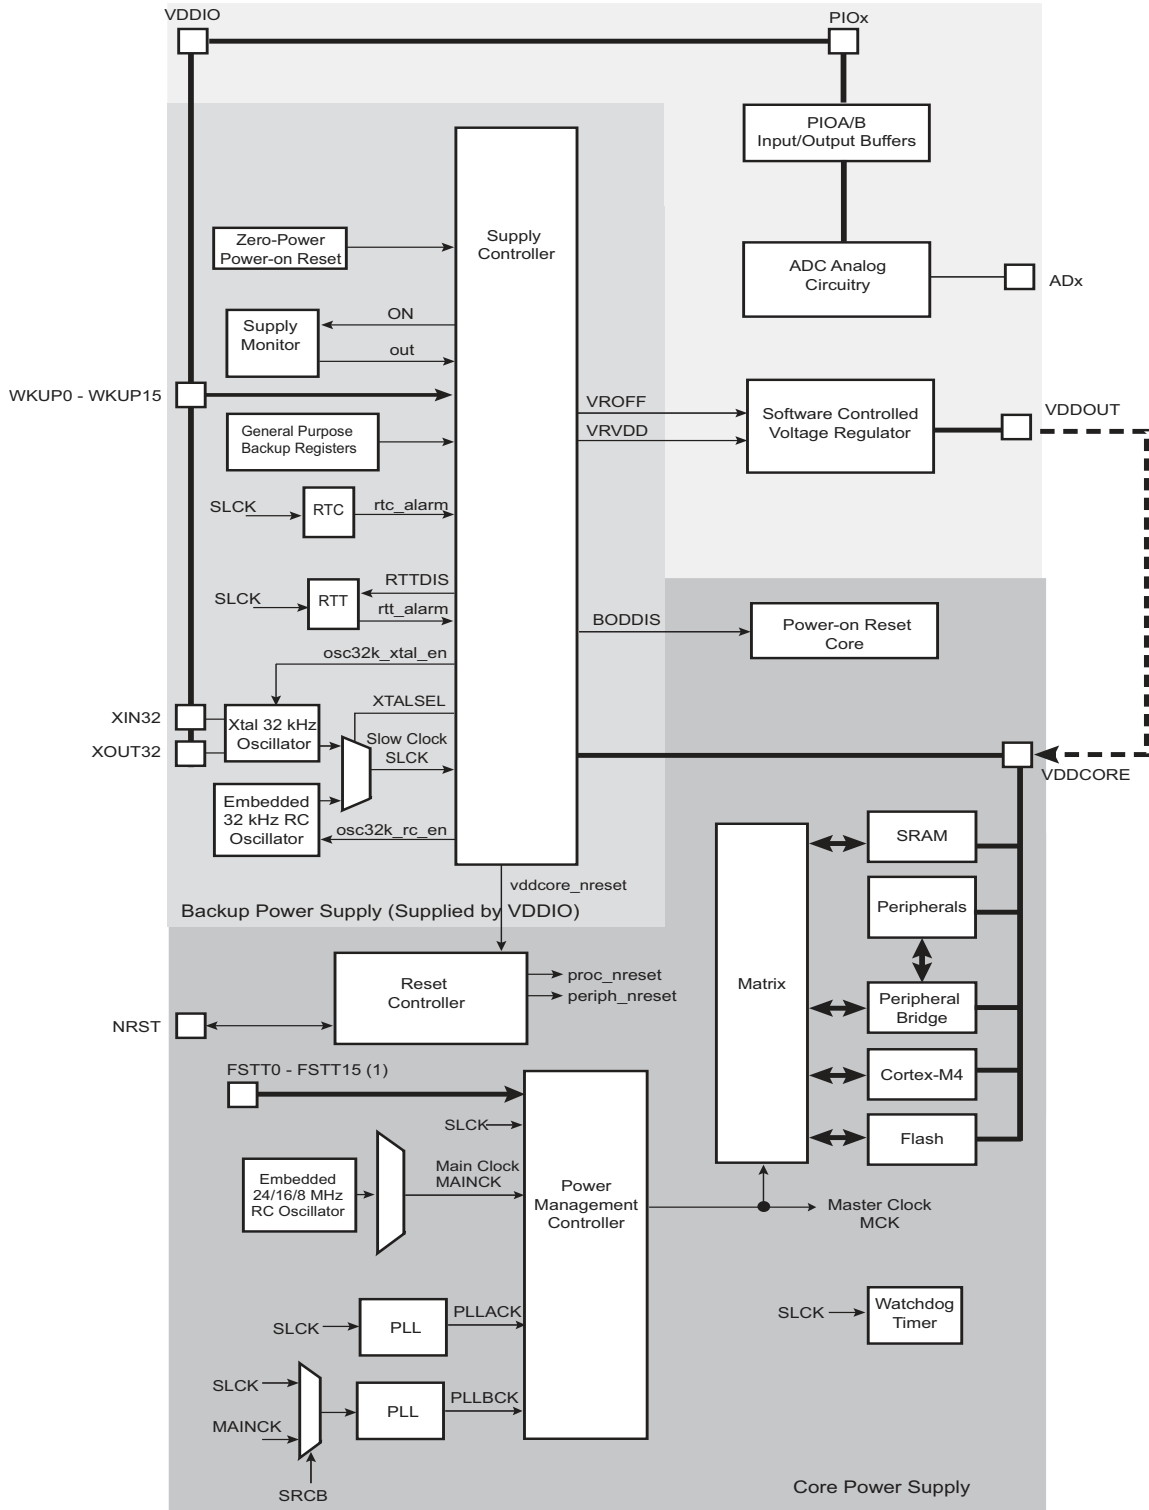 VDDIO
PIOx
PIOA/B
Input/Output Buffers
Supply
Controller
Zero-Power
Power-on Reset
ADC Analog
Circuitry
ADx
ON
Supply
Monitor
out
WKUP0 - WKUP15
VROFF
VRVDD
Software Controlled
Voltage Regulator
VDDOUT
General Purpose
Backup Registers
SLCK
RTC
rtc_alarm
RTTDIS
SLCK
RTT
rtt_alarm
BODDIS
Power-on Reset
Core
osc32k_xtal_en
XTALSEL
XIN32
XOUT32
Xtal 32 kHz
Oscillator
Slow Clock
SLCK
VDDCORE
Embedded
32 kHz RC
Oscillator
osc32k_rc_en
SRAM
vddcore_nreset
Backup Power Supply (Supplied by VDDIO)
Peripherals
Reset
Controller
proc_nreset
periph_nreset
Matrix
Peripheral
Bridge
NRST
FSTT0 - FSTT15 (1)
Cortex-M4
SLCK
Flash
Embedded
24/16/8 MHz
RC Oscillator
Main Clock
MAINCK
Power
Management
Controller
Master Clock
MCK
SLCK
PLL
PLLACK
SLCK
Watchdog
Timer
SLCK
MAINCK
PLL
PLLBCK
SRCB
Core Power Supply